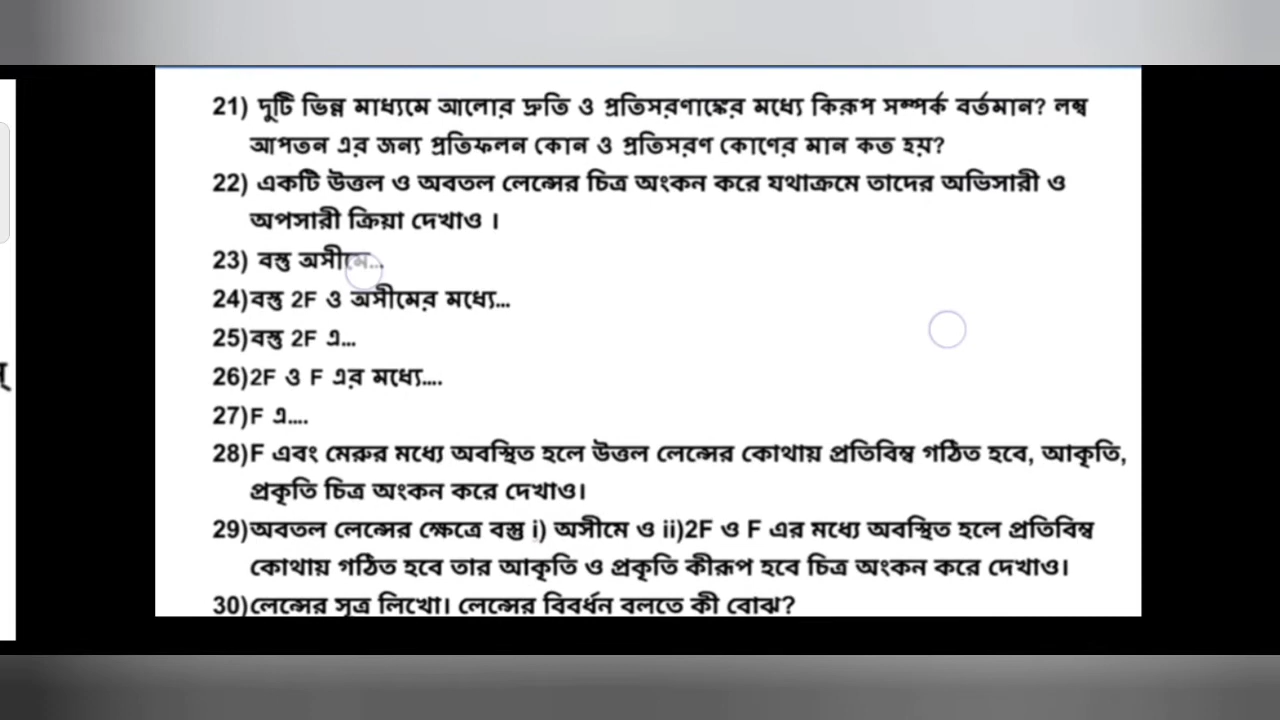 21) দুটি ভিন্ন মাধ্যমে আলোর দ্রুতি ও প্রতিসরণাঙ্কের মধ্যে কিরূপ সম্পর্ক বর্তমান? লম্ব
আপতন এর জন্য প্রতিফলন কোন ও প্রতিসরণ কোণের মান কত হয়?
22) একটি উত্তল ও অবতল লেন্সের চিত্র অংকন করে যথাক্রমে তাদের অভিসারী ও
অপসারী ক্রিয়া দেখাও ।
23) বস্তু অসীমে...
24)বস্তু 2F ও অসীমের মধ্যে...
25)বস্তু 2F এ...
26)2F ও F এর মধ্যে....
27)F এ....
28)F এবং মেরুর মধ্যে অবস্থিত হলে উত্তল লেন্সের কোথায় প্রতিবিম্ব গঠিত হবে, আকৃতি,
প্রকৃতি চিত্র অংকন করে দেখাও।
29)অবতল লেন্সের ক্ষেত্রে বস্তু i) অসীমে ও ii)2F ও F এর মধ্যে অবস্থিত হলে প্রতিবিম্ব
কোথায় গঠিত হবে তার আকৃতি ও প্রকৃতি কীরূপ হবে চিত্র অংকন করে দেখাও।
30)লেন্সের সূত্র লিখো। লেন্সের বিবর্ধন বলতে কী বোঝ?